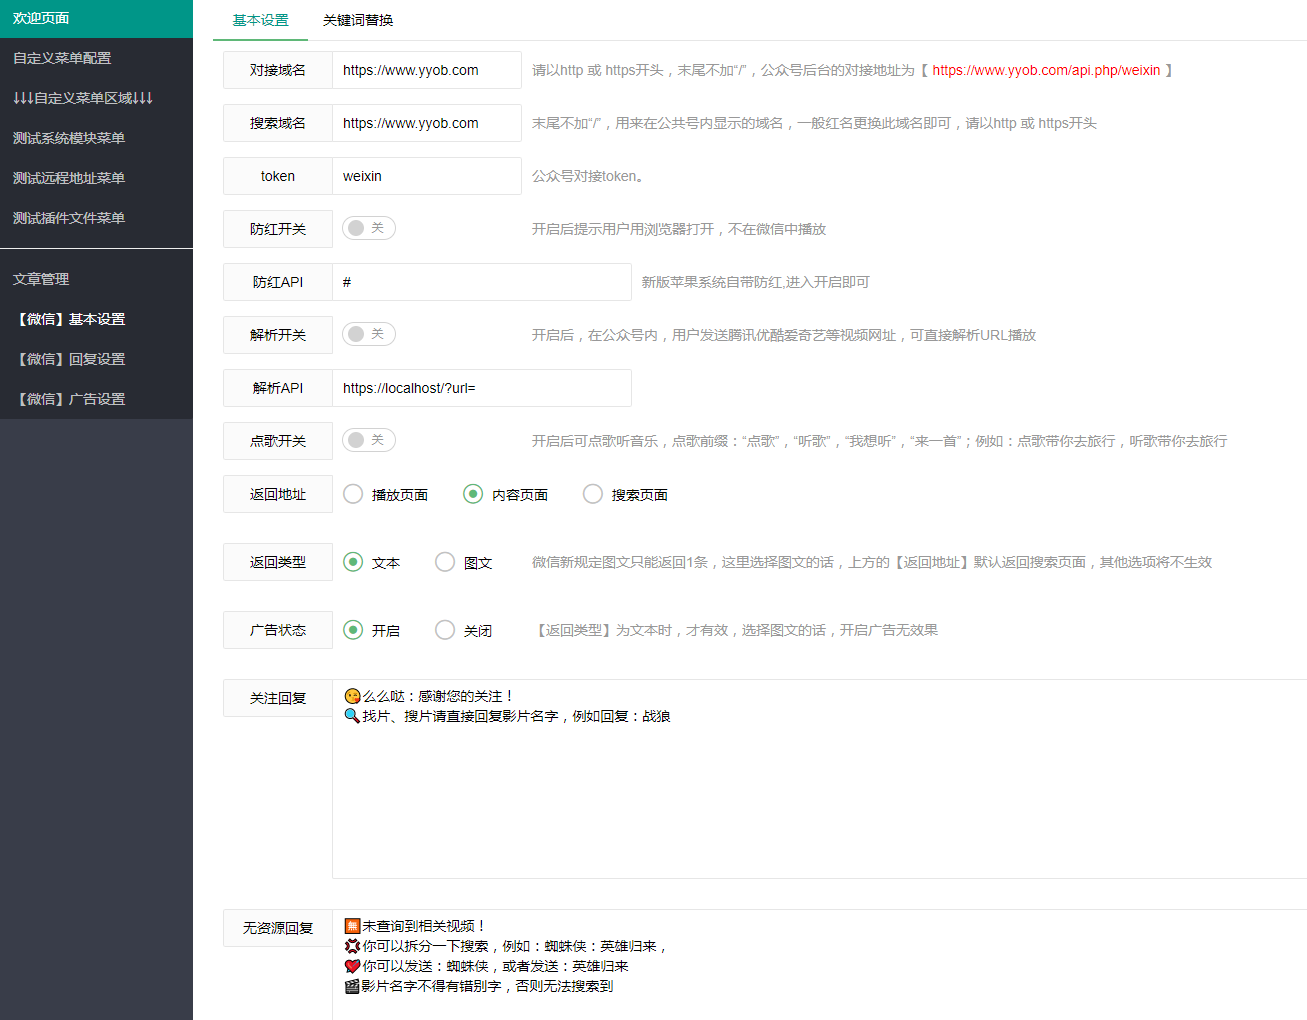 欢迎页面
自定义菜单配置
↓↓↓自定义菜单区域↓↓↓
测试系统模块菜单
测试远程地址菜单
测试插件文件菜单
文章管理
【微信】基本设置
【微信】回复设置
【微信】广告设置
基本设置 关键词替换
对接域名 https://www.yyob.com 请以http 或 https开头，末尾不加“/”，公众号后台的对接地址为【 https://www.yyob.com/api.php/weixin 】
搜索域名 https://www.yyob.com 末尾不加“/”，用来在公共号内显示的域名，一般红名更换此域名即可，请以http 或 https开头
token weixin 公众号对接token。
防红开关 关 开启后提示用户用浏览器打开，不在微信中播放
防红API # 新版苹果系统自带防红,进入开启即可
解析开关 关 开启后，在公众号内，用户发送腾讯优酷爱奇艺等视频网址，可直接解析URL播放
解析API https://localhost/?url=
点歌开关 关 开启后可点歌听音乐，点歌前缀：“点歌”，“听歌”，“我想听”，“来一首”；例如：点歌带你去旅行，听歌带你去旅行
返回地址 播放页面 内容页面 搜索页面
返回类型 文本 图文 微信新规定图文只能返回1条，这里选择图文的话，上方的【返回地址】默认返回搜索页面，其他选项将不生效
广告状态 开启 关闭 【返回类型】为文本时，才有效，选择图文的话，开启广告无效果
关注回复 😘么么哒：感谢您的关注！
🔍找片、搜片请直接回复影片名字，例如回复：战狼
无资源回复 🈚未查询到相关视频！
💢你可以拆分一下搜索，例如：蜘蛛侠：英雄归来，
💘你可以发送：蜘蛛侠，或者发送：英雄归来
🎬影片名字不得有错别字，否则无法搜索到